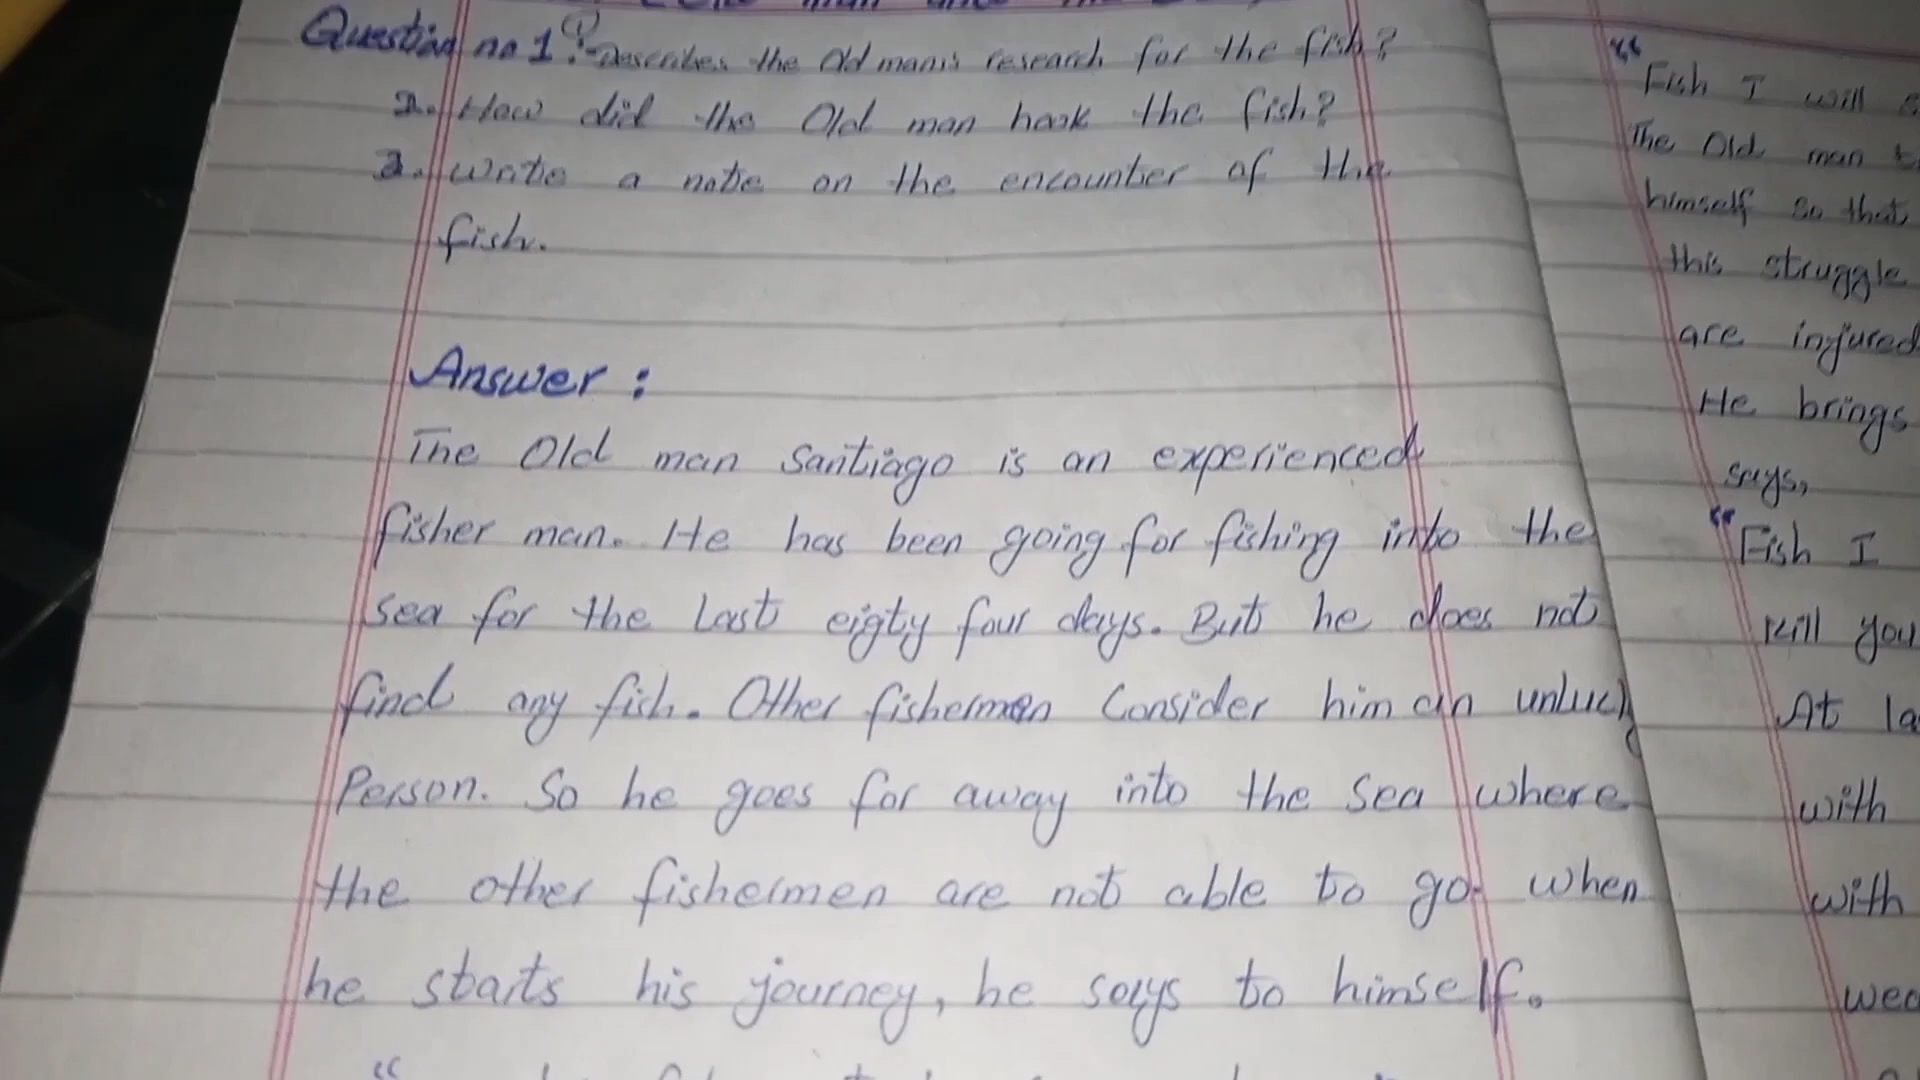 Question no 1 :- (1) Describes the Old man's research for the fish?
2. How did the Old man hook the fish?
3. Write a note on the encounter of the
fish.
Answer :
The Old man Santiago is an experienced
fisher man. He has been going for fishing into the
sea for the last eigty four days. But he does not
find any fish. Other fishermen Consider him an unlucky
Person. So he goes for away into the Sea where
the other fishermen are not able to go. when
he starts his journey, he says to himself.
"
"Fish I will
The Old man
himself so that
this struggle
are injured
He brings
says,
"Fish I
kill you
At la
with
with
wea